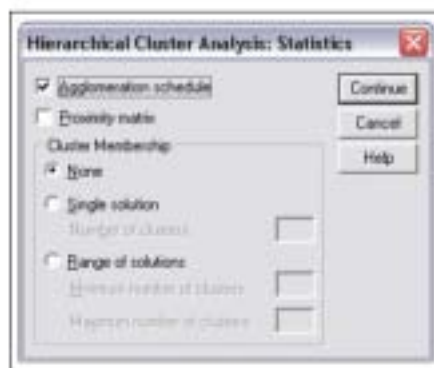 Hierarchical Cluster Analysis: Statistics
Agglomeration schedule
Continue
Proximity matrix
Cancel
Cluster Membership
Help
None
Single solution
Number of clusters
Range of solutions
Minimum number of clusters
Maximum number of clusters